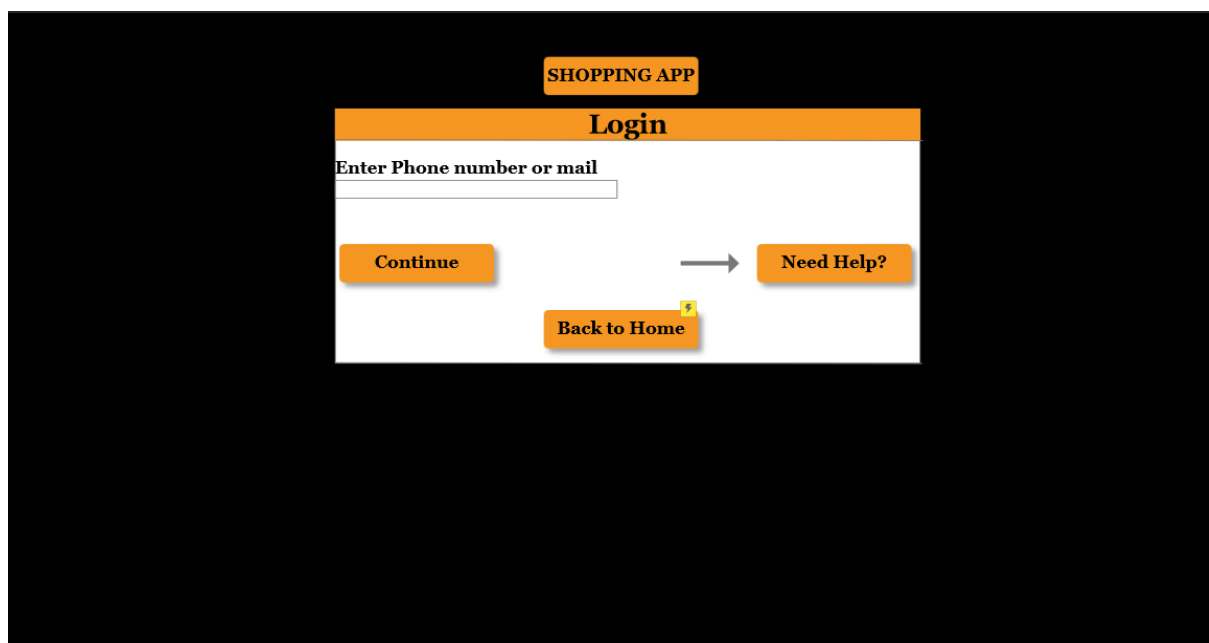 SHOPPING APP
Login
Enter Phone number or mail
Continue
Need Help?
Back to Home